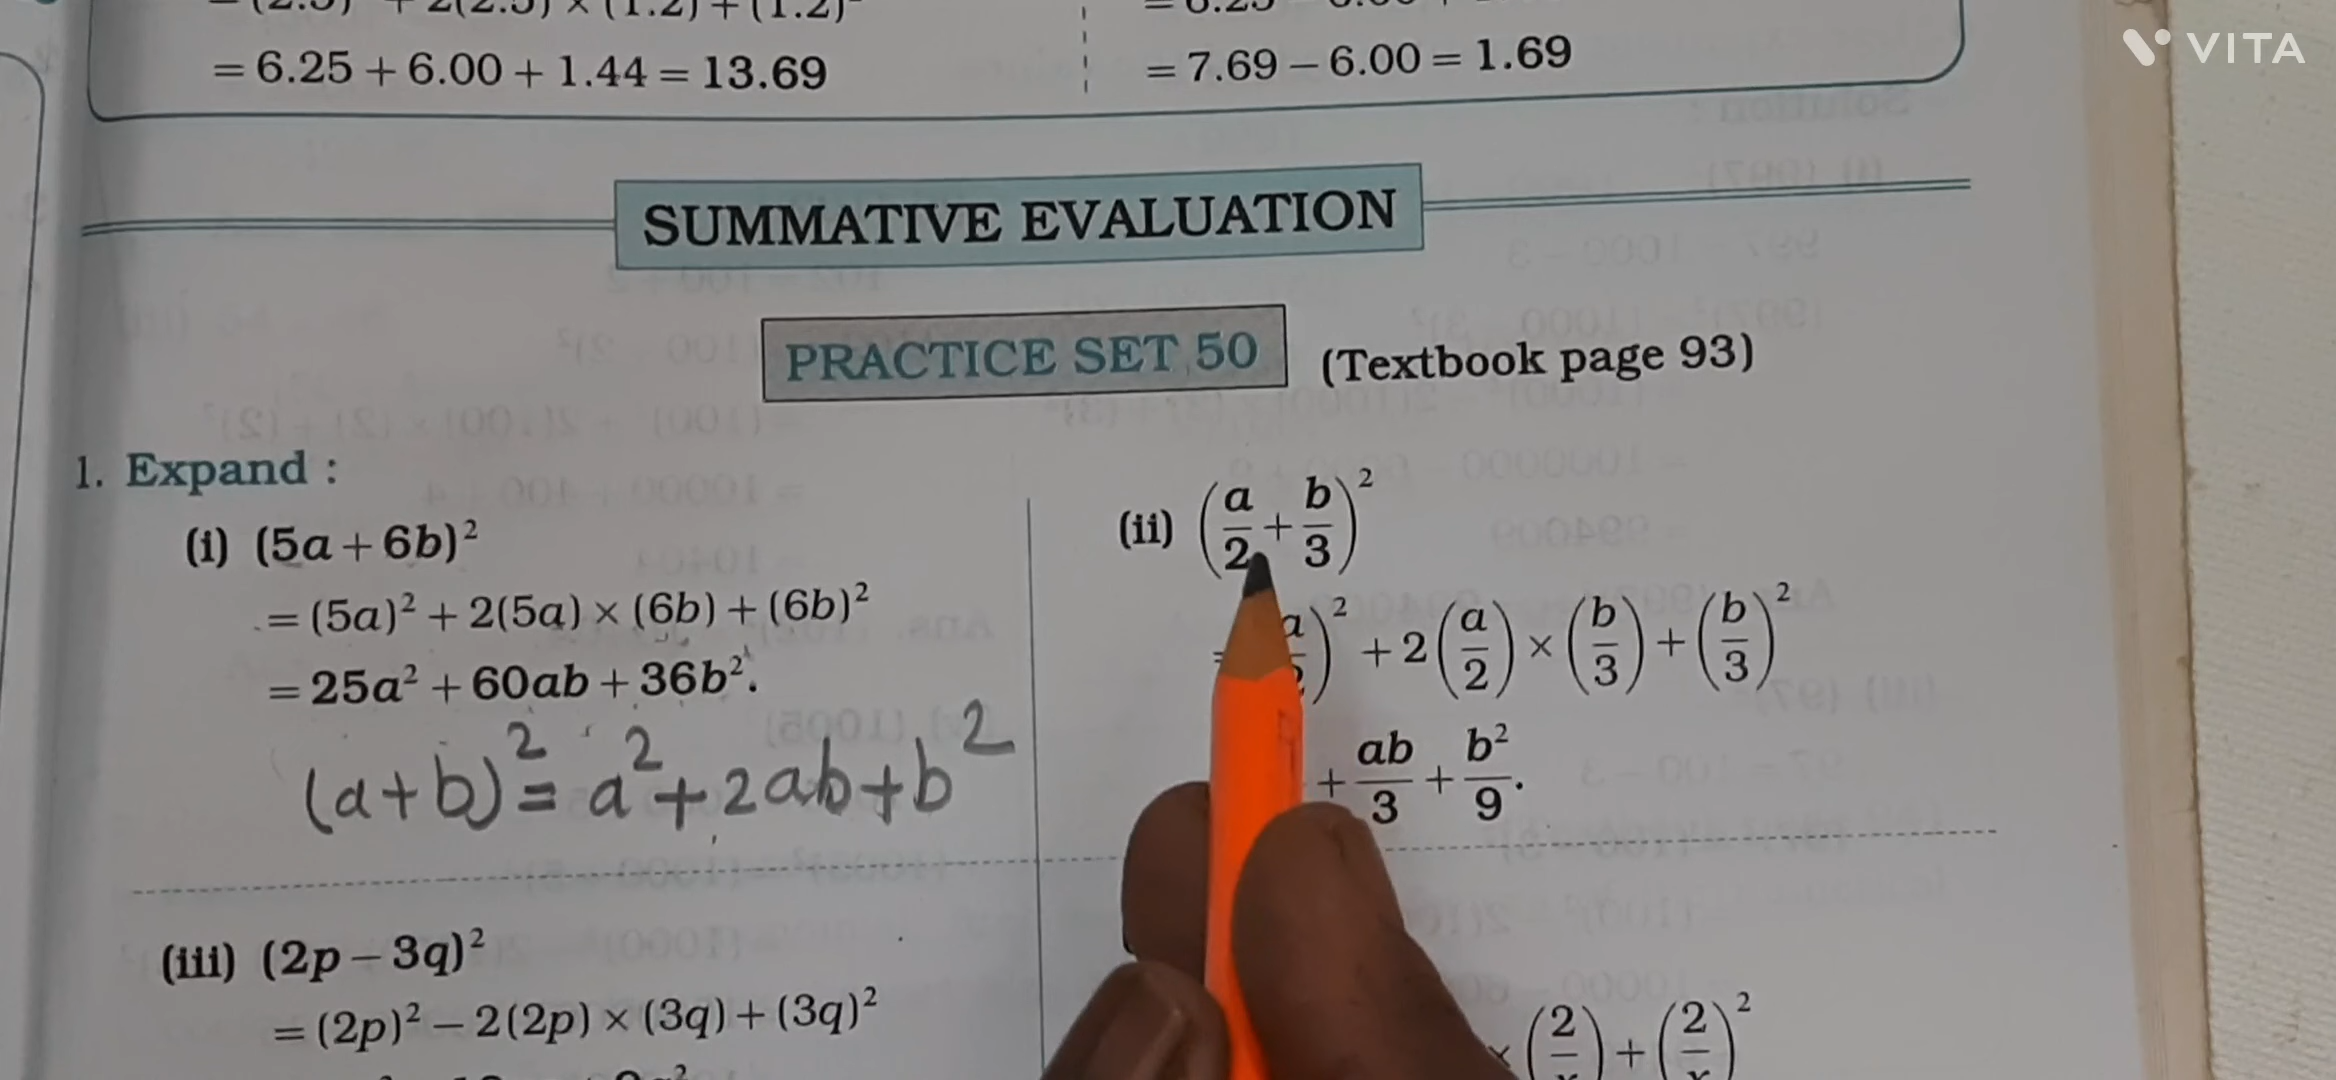 = 6.25 + 6.00 + 1.44 = 13.69
= 7.69 – 6.00 = 1.69
VITA
SUMMATIVE EVALUATION
PRACTICE SET 50 (Textbook page 93)
1. Expand :
(i) (5a + 6b)²
= (5a)² + 2(5a) × (6b) + (6b)²
= 25a² + 60ab + 36b².
(a+b)² = a² + 2ab + b²
(ii) (a/2 + b/3)²
)² + 2(a/2) × (b/3) + (b/3)²
+ ab/3 + b²/9.
(iii) (2p – 3q)²
= (2p)² – 2(2p) × (3q) + (3q)²